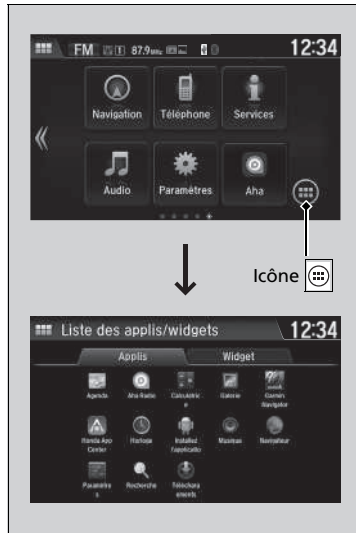 FM 87.9MHz 12:34
Navigation Téléphone Services
Audio Paramètres Aha
Icône
Liste des applis/widgets 12:34
Applis Widget
Agenda Aha Radio Calculatric
e Galerie Garmin
Navigator
Honda App
Center Horloge Installed
l'applicatio Musique Navigateur
Paramètre
s Recherche Télécharg
ements